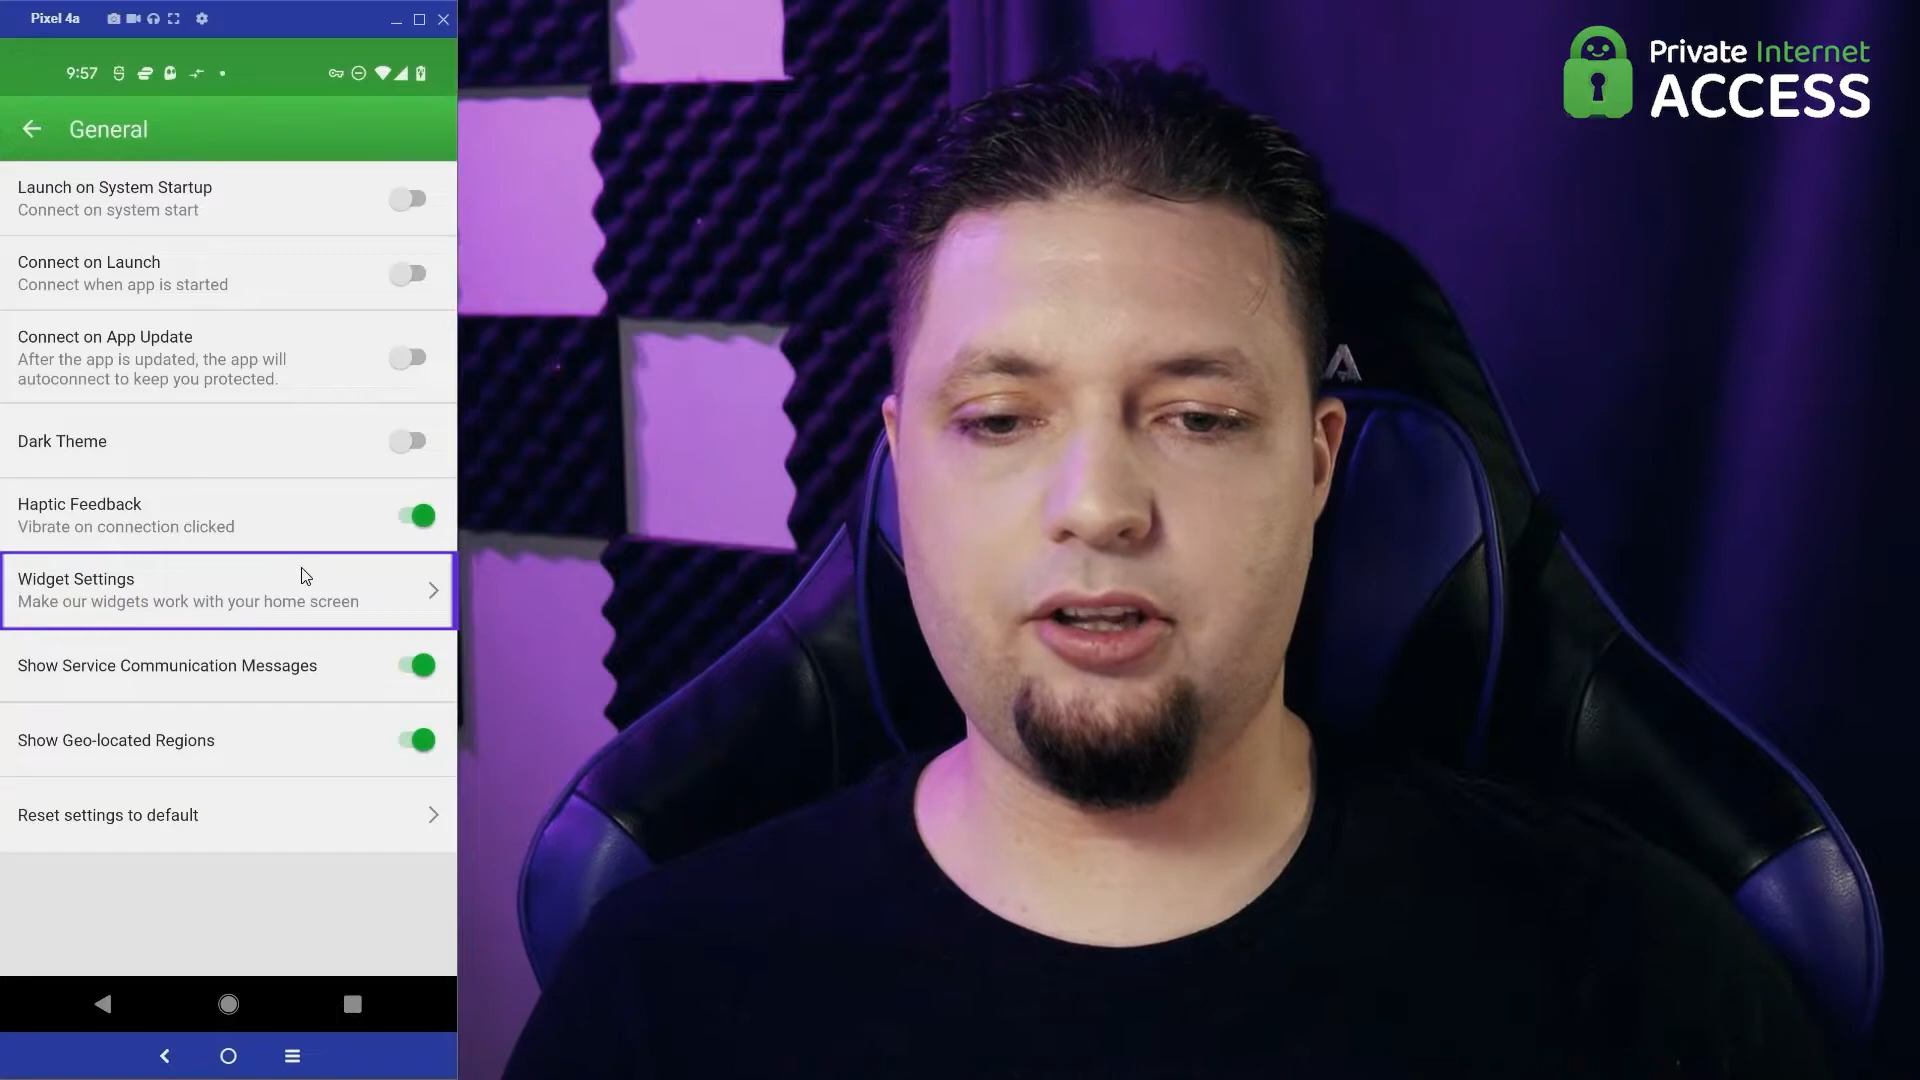 Pixel 4a
9:57
General
Launch on System Startup
Connect on system start
Connect on Launch
Connect when app is started
Connect on App Update
After the app is updated, the app will
autoconnect to keep you protected.
Dark Theme
Haptic Feedback
Vibrate on connection clicked
Widget Settings
Make our widgets work with your home screen
Show Service Communication Messages
Show Geo-located Regions
Reset settings to default
Private Internet
ACCESS